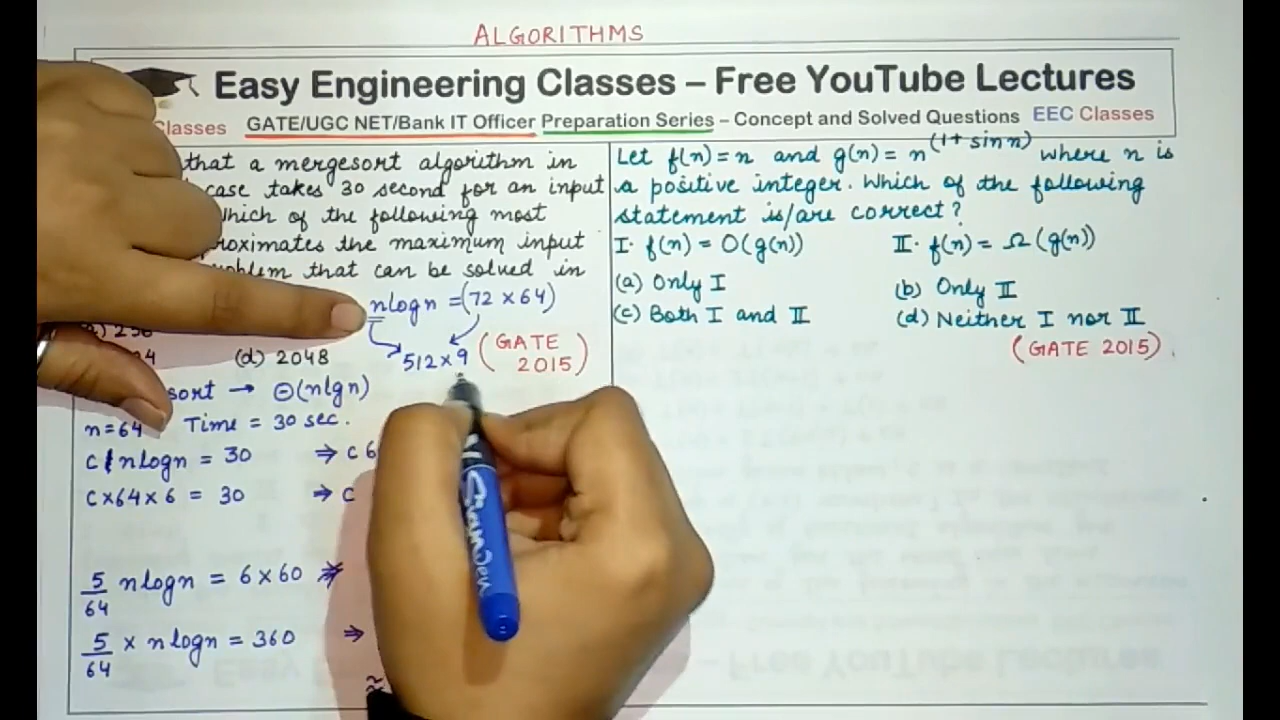 ALGORITHMS
Easy Engineering Classes – Free YouTube Lectures
Classes GATE/UGC NET/Bank IT Officer Preparation Series – Concept and Solved Questions EEC Classes
that a mergesort algorithm in
case takes 30 second for an input
which of the following most
the maximum input
that can be solved in
nlogn = (72 × 64)
(d) 2048
512 × 9
(GATE
2015)
sort → Θ(nlgn)
n=64 Time = 30 sec.
c nlogn = 30 ⇒ c 6
c×64×6 = 30 ⇒ c
5/64 nlogn = 6×60
5/64 × nlogn = 360 ⇒
≈
Let f(n) = n and g(n) = n^(1+ sin n) where n is
a positive integer. Which of the following
statement is/are correct?
I. f(n) = O(g(n)) II. f(n) = Ω(g(n))
(a) Only I (b) Only II
(c) Both I and II (d) Neither I nor II
(GATE 2015).